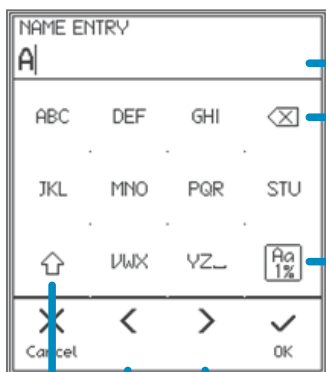 NAME ENTRY
A
ABC DEF GHI
JKL MNO PQR STU
VWX YZ_ Aa
1%
Cancel OK